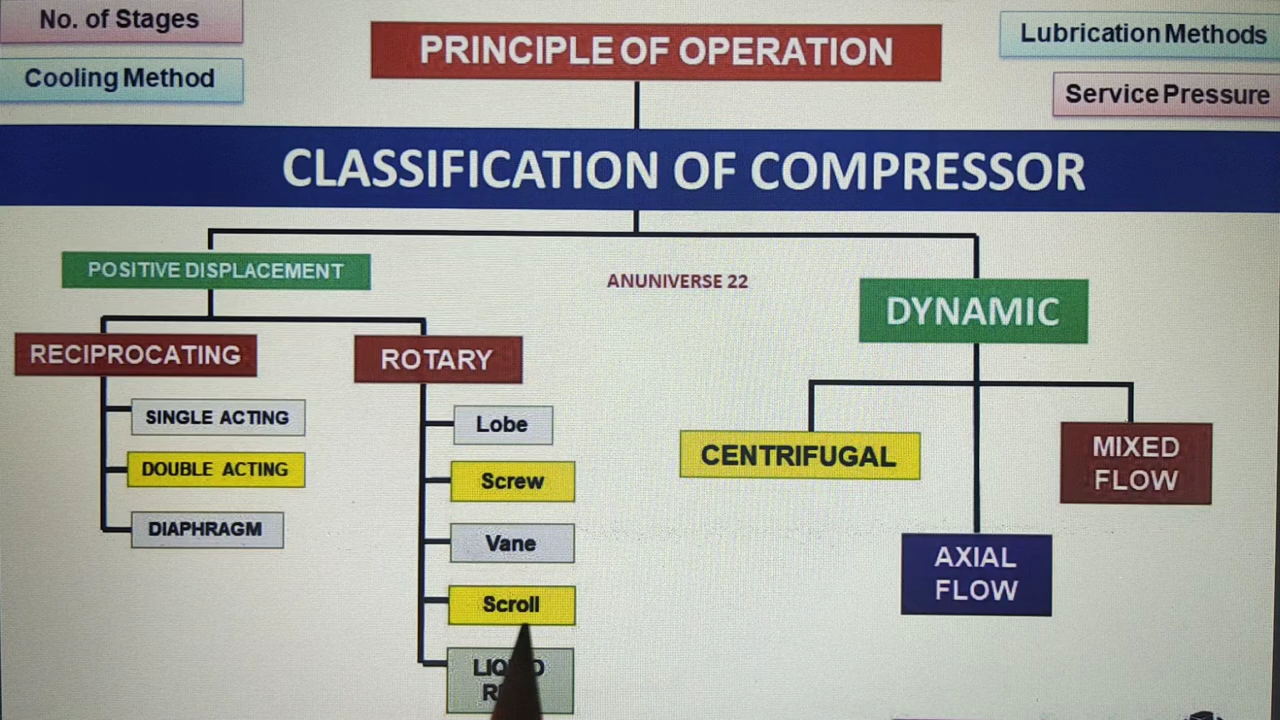 No. of Stages
PRINCIPLE OF OPERATION
Lubrication Methods
Cooling Method
Service Pressure
CLASSIFICATION OF COMPRESSOR
POSITIVE DISPLACEMENT
ANUNIVERSE 22
DYNAMIC
RECIPROCATING
ROTARY
SINGLE ACTING
DOUBLE ACTING
DIAPHRAGM
Lobe
Screw
Vane
Scroll
CENTRIFUGAL
MIXED
FLOW
AXIAL
FLOW